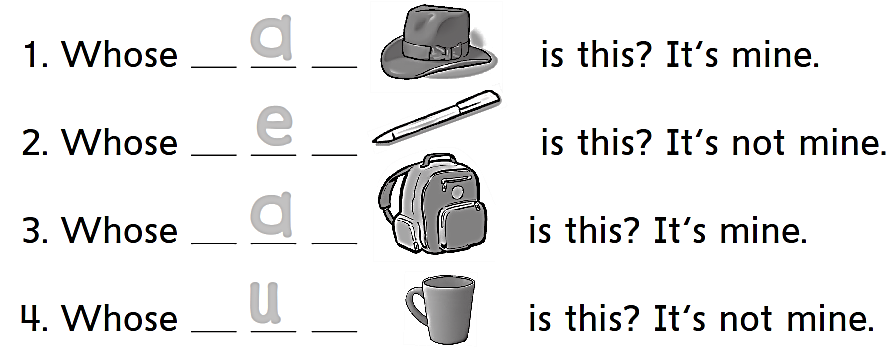 1. Whose __ a __ is this? It's mine.
2. Whose __ e __ is this? It's not mine.
3. Whose __ a __ is this? It's mine.
4. Whose __ u __ is this? It's not mine.